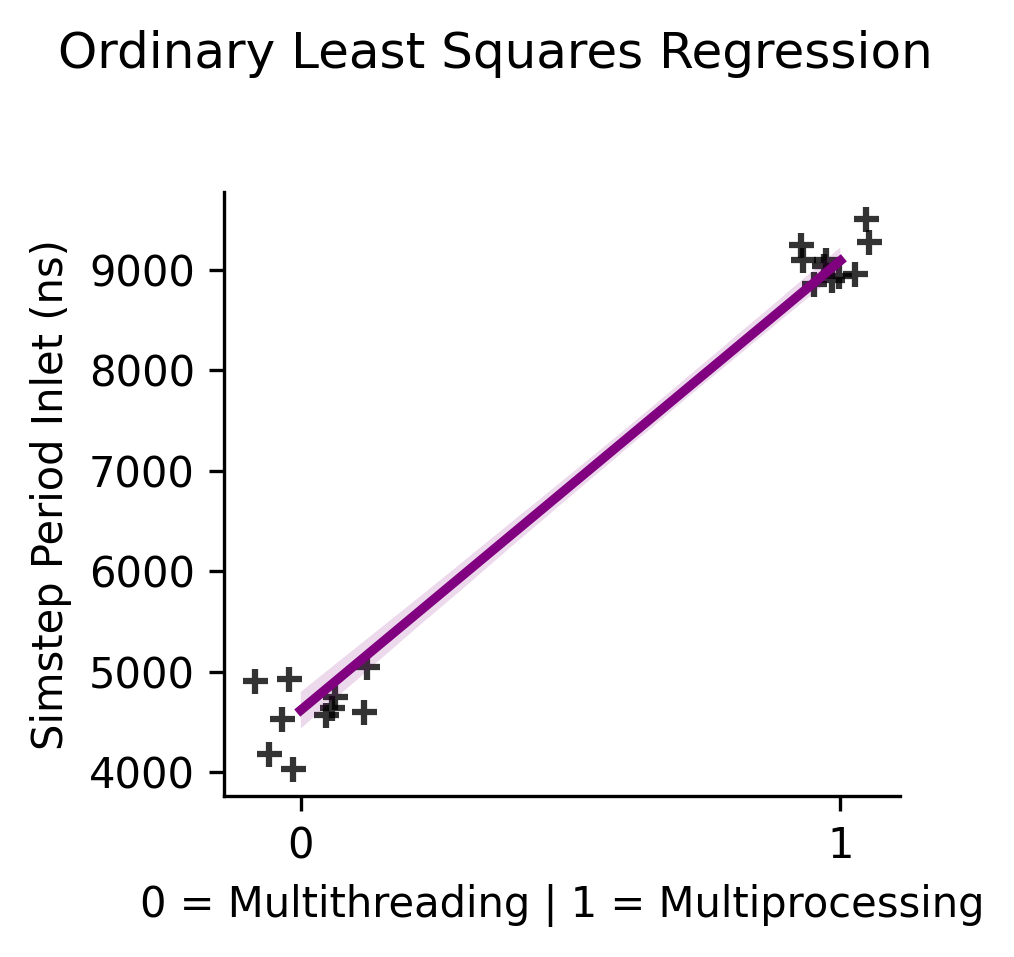 Ordinary Least Squares Regression
Simstep Period Inlet (ns)
9000
8000
7000
6000
5000
4000
0
1
0 = Multithreading | 1 = Multiprocessing